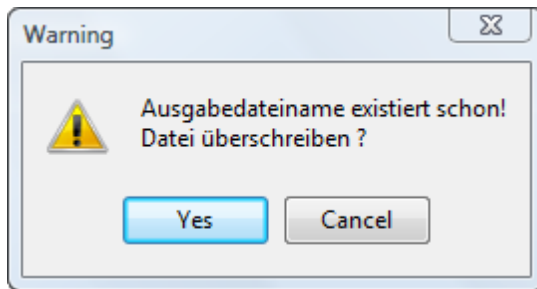 Warning
Ausgabedateiname existiert schon!
Datei überschreiben ?
Yes
Cancel